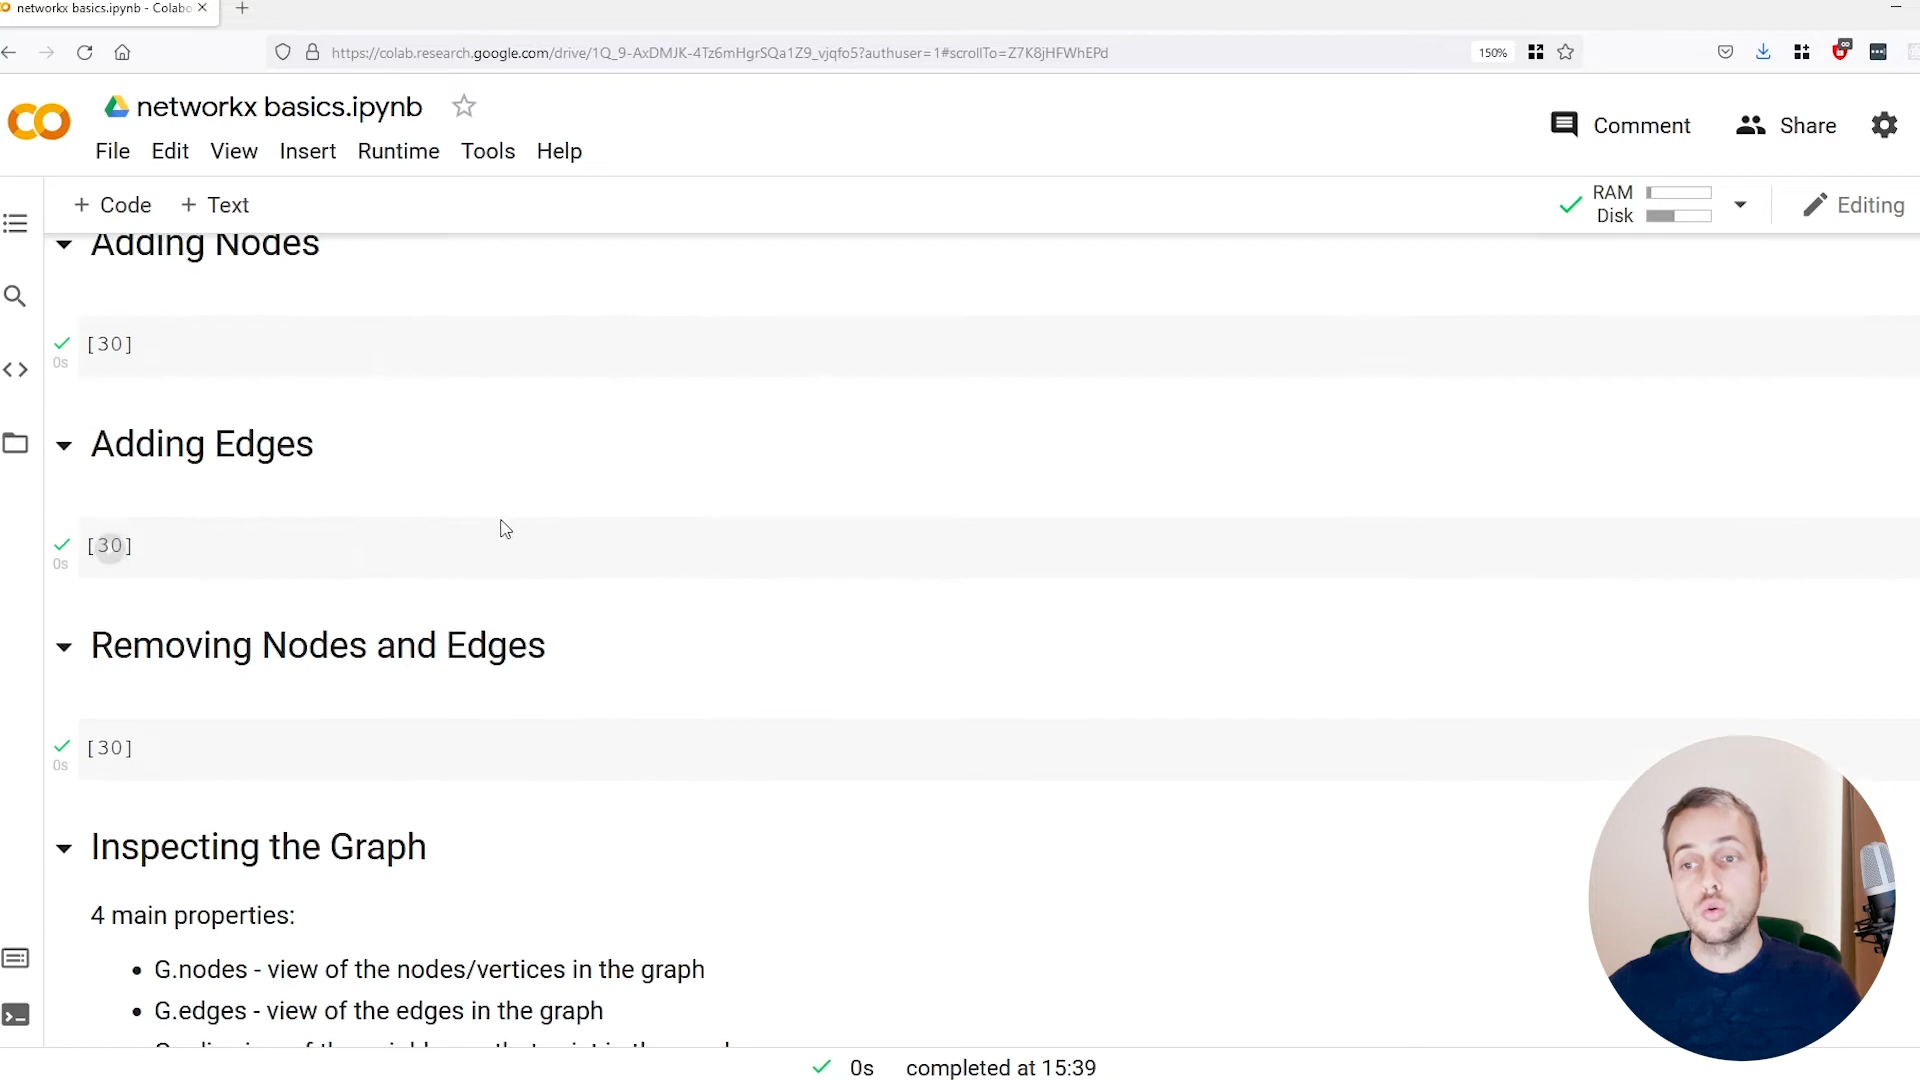 networkx basics.ipynb - Colabo
https://colab.research.google.com/drive/1Q_9-AxDMJK-4Tz6mHgrSQa1Z9_vjqfo5?authuser=1#scrollTo=Z7K8jHFWhEPd
150%
networkx basics.ipynb
File Edit View Insert Runtime Tools Help
Comment
Share
+ Code + Text
RAM
Disk
Editing
Adding Nodes
[30]
0s
Adding Edges
[30]
0s
Removing Nodes and Edges
[30]
0s
Inspecting the Graph
4 main properties:
• G.nodes - view of the nodes/vertices in the graph
• G.edges - view of the edges in the graph
0s completed at 15:39